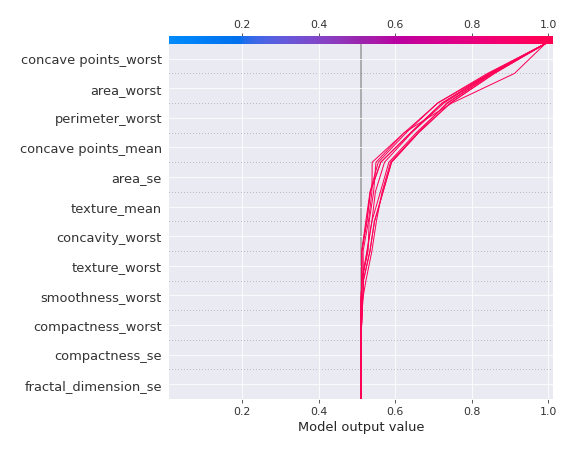 0.2 0.4 0.6 0.8 1.0
concave points_worst
area_worst
perimeter_worst
concave points_mean
area_se
texture_mean
concavity_worst
texture_worst
smoothness_worst
compactness_worst
compactness_se
fractal_dimension_se
0.2 0.4 0.6 0.8 1.0
Model output value